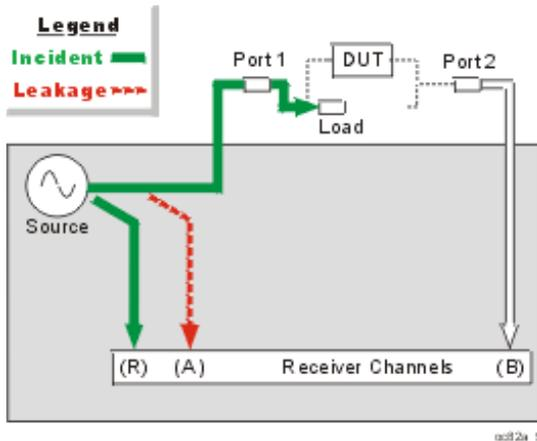 Legend
Incident
Leakage
Port 1
DUT
Port 2
Load
Source
(R) (A) Receiver Channels (B)